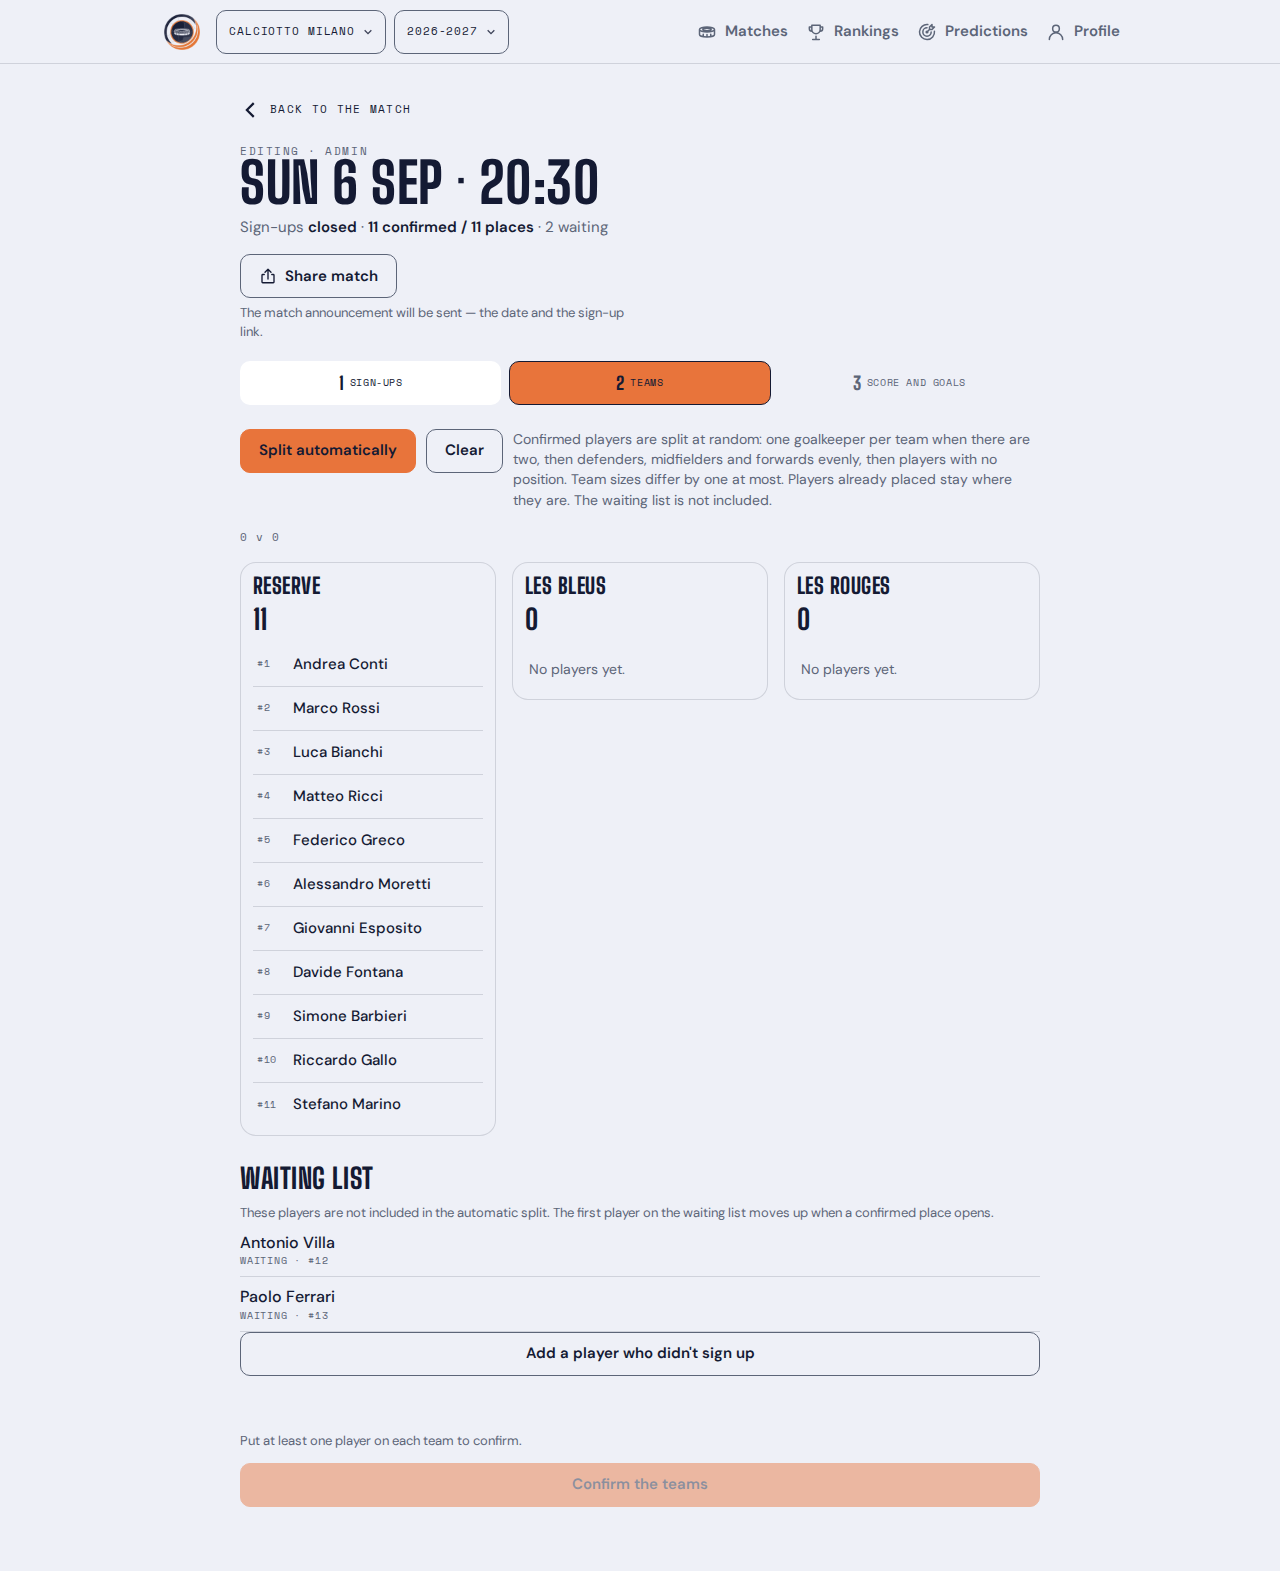 CALCIOTTO MILANO
2026-2027
Matches
Rankings
Predictions
Profile
BACK TO THE MATCH
EDITING · ADMIN
SUN 6 SEP · 20:30
Sign-ups closed · 11 confirmed / 11 places · 2 waiting
Share match
The match announcement will be sent — the date and the sign-up
link.
1 SIGN-UPS
2 TEAMS
3 SCORE AND GOALS
Split automatically
Clear
Confirmed players are split at random: one goalkeeper per team when there are
two, then defenders, midfielders and forwards evenly, then players with no
position. Team sizes differ by one at most. Players already placed stay where
they are. The waiting list is not included.
0 v 0
RESERVE
11
#1 Andrea Conti
#2 Marco Rossi
#3 Luca Bianchi
#4 Matteo Ricci
#5 Federico Greco
#6 Alessandro Moretti
#7 Giovanni Esposito
#8 Davide Fontana
#9 Simone Barbieri
#10 Riccardo Gallo
#11 Stefano Marino
LES BLEUS
0
No players yet.
LES ROUGES
0
No players yet.
WAITING LIST
These players are not included in the automatic split. The first player on the waiting list moves up when a confirmed place opens.
Antonio Villa
WAITING · #12
Paolo Ferrari
WAITING · #13
Add a player who didn't sign up
Put at least one player on each team to confirm.
Confirm the teams